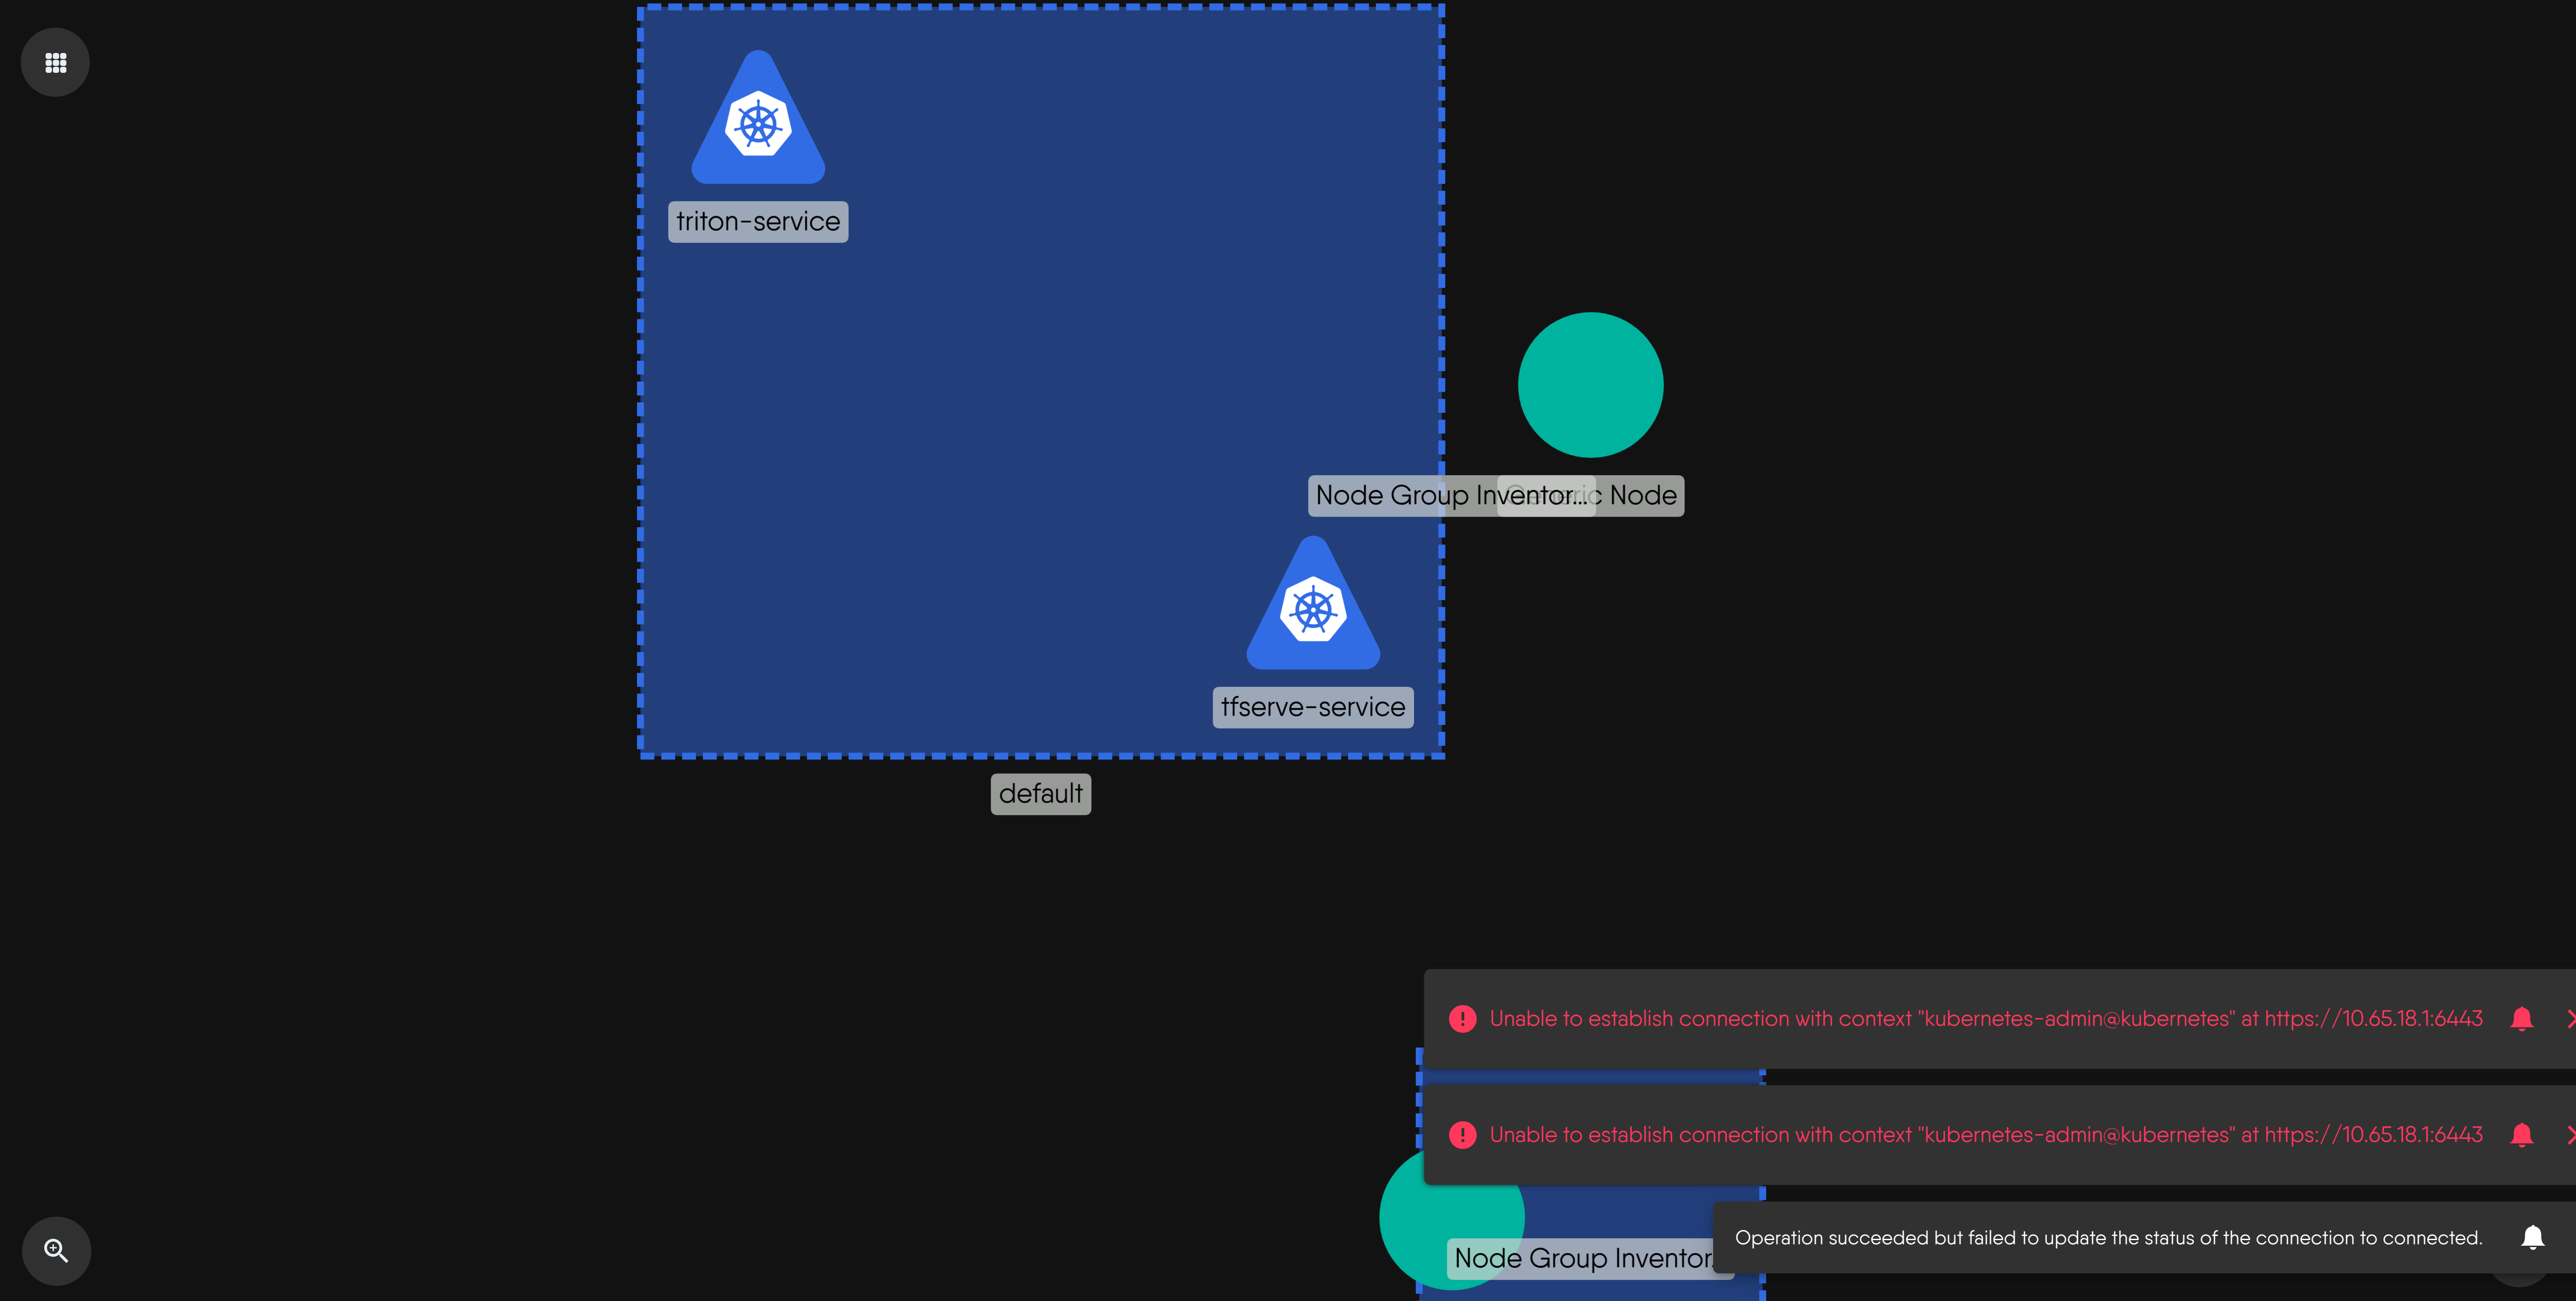 triton-service
Node Group Inventor...
Node
tfserve-service
default
Unable to establish connection with context "kubernetes-admin@kubernetes" at https://10.65.18.1:6443
Unable to establish connection with context "kubernetes-admin@kubernetes" at https://10.65.18.1:6443
Operation succeeded but failed to update the status of the connection to connected.
Node Group Inventor